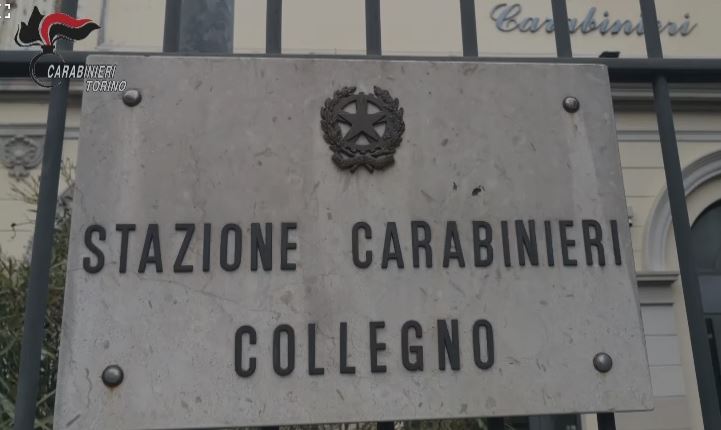 CARABINIERI
TORINO
Carabinieri
STAZIONE CARABINIERI
COLLEGNO